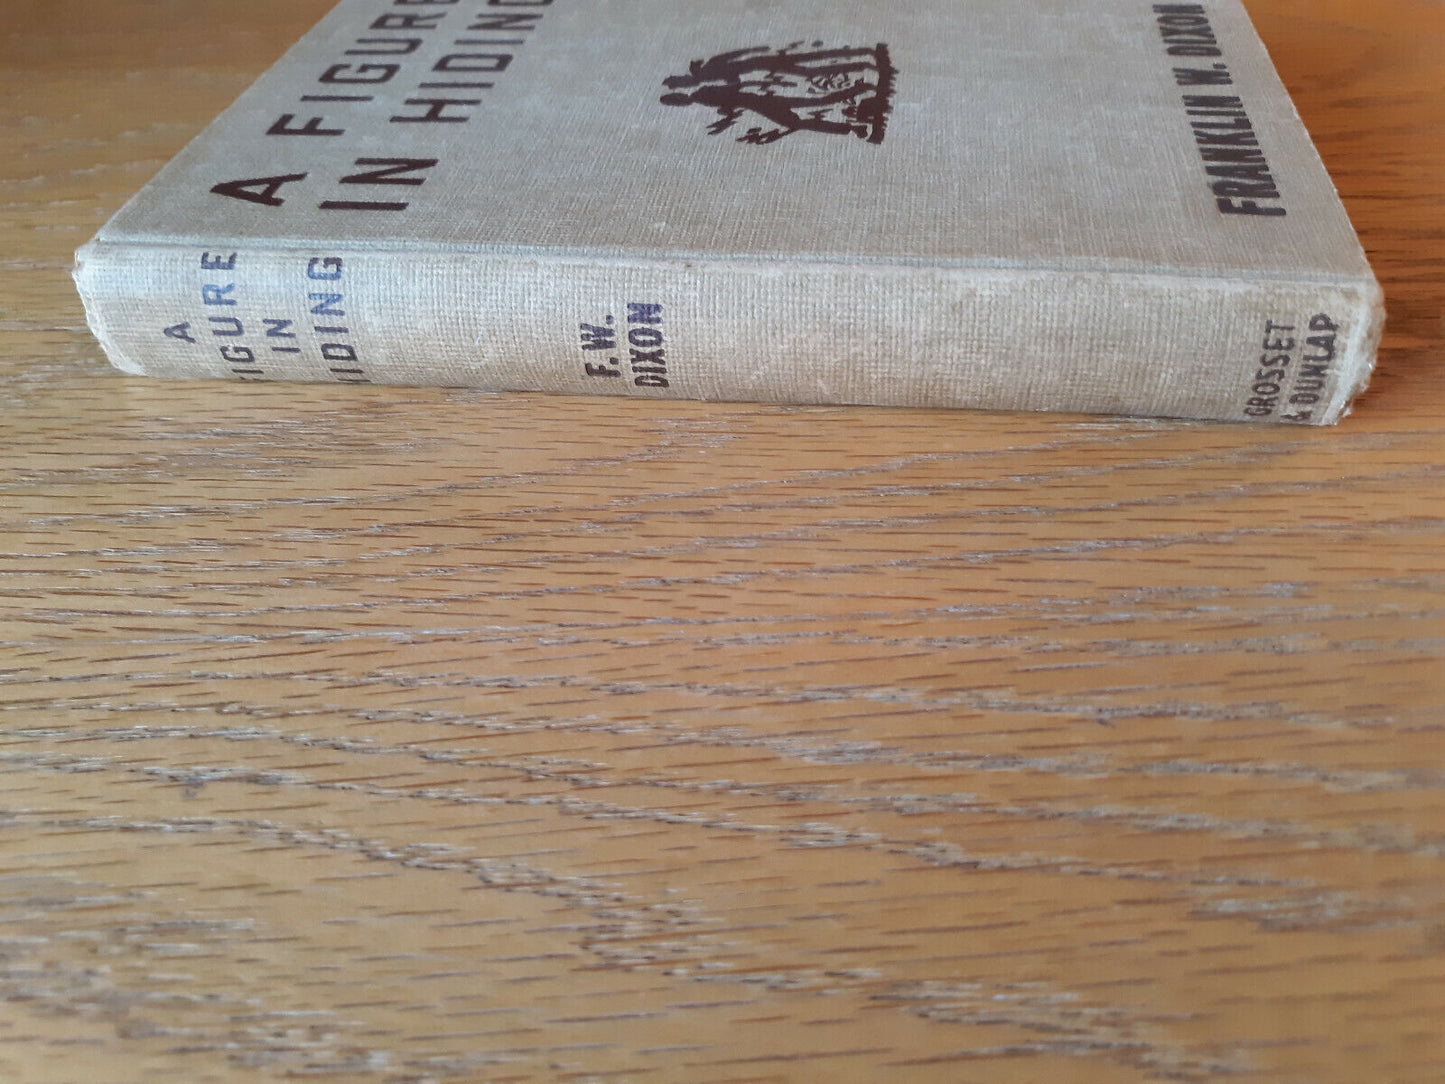 A FIGURE
IN HIDING
FRANKLIN W. DIXON
A
FIGURE
IN
HIDING
F.W.
DIXON
GROSSET
& DUNLAP